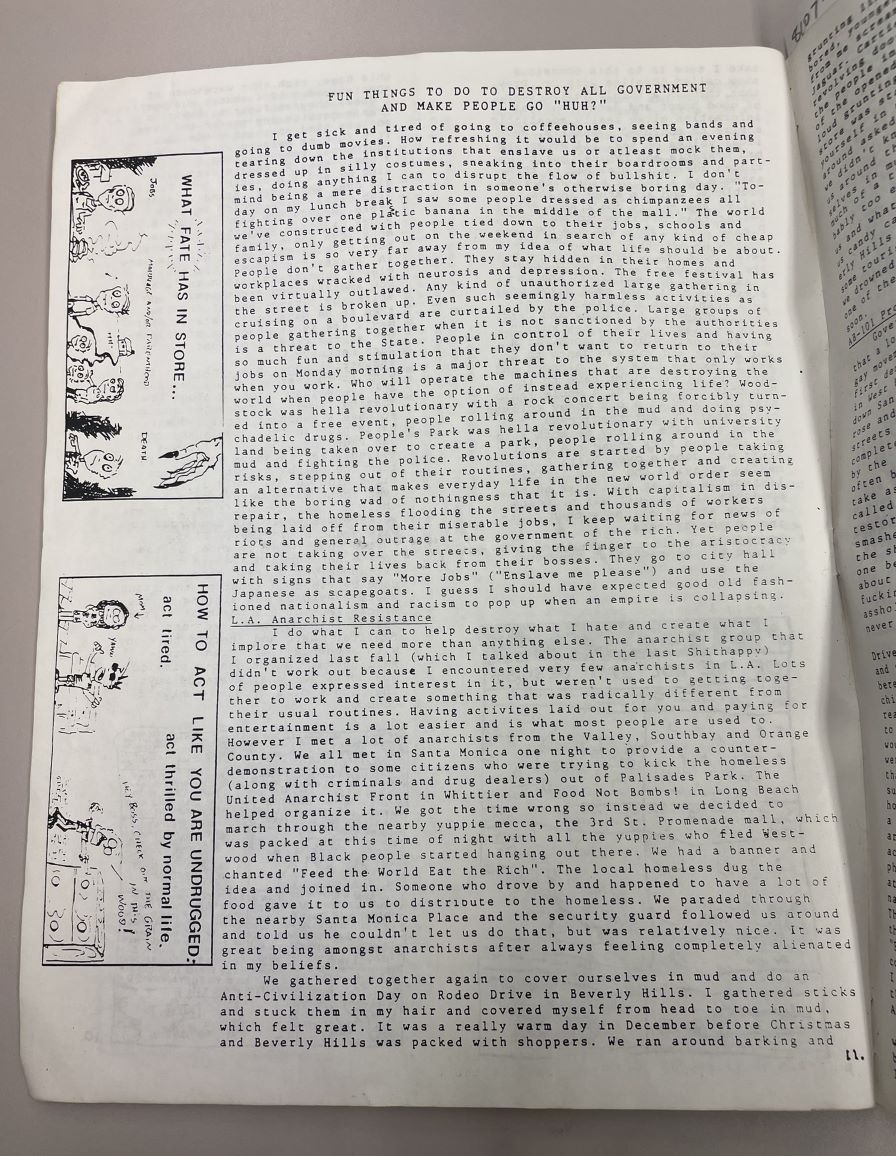 FUN THINGS TO DO TO DESTROY ALL GOVERNMENT
AND MAKE PEOPLE GO "HUH?"
I get sick and tired of going to coffeehouses, seeing bands and
going to dumb movies. How refreshing it would be to spend an evening
tearing down the institutions that enslave us or atleast mock them,
dressed up in silly costumes, sneaking into their boardrooms and part-
ies, doing anything I can to disrupt the flow of bullshit. I don't
mind being a mere distraction in someone's otherwise boring day. "To-
day on my lunch break I saw some people dressed as chimpanzees all
fighting over one plastic banana in the middle of the mall." The world
we've constructed with people tied down to their jobs, schools and
family, only getting out on the weekend in search of any kind of cheap
escapism is so very far away from my idea of what life should be about.
People don't gather together. They stay hidden in their homes and
workplaces wracked with neurosis and depression. The free festival has
been virtually outlawed. Any kind of unauthorized large gathering in
the street is broken up. Even such seemingly harmless activities as
cruising on a boulevard are curtailed by the police. Large groups of
people gathering together when it is not sanctioned by the authorities
is a threat to the State. People in control of their lives and having
so much fun and stimulation that they don't want to return to their
jobs on Monday morning is a major threat to the system that only works
when you work. Who will operate the machines that are destroying the
world when people have the option of instead experiencing life? Wood-
stock was hella revolutionary with a rock concert being forcibly turn-
ed into a free event, people rolling around in the mud and doing psy-
chadelic drugs. People's Park was hella revolutionary with university
land being taken over to create a park, people rolling around in the
mud and fighting the police. Revolutions are started by people taking
risks, stepping out of their routines, gathering together and creating
an alternative that makes everyday life in the new world order seem
like the boring wad of nothingness that it is. With capitalism in dis-
repair, the homeless flooding the streets and thousands of workers
being laid off from their miserable jobs, I keep waiting for news of
riots and general outrage at the government of the rich. Yet people
are not taking over the streets, giving the finger to the aristocracy
and taking their lives back from their bosses. They go to city hall
with signs that say "More Jobs" ("Enslave me please") and use the
Japanese as scapegoats. I guess I should have expected good old fash-
ioned nationalism and racism to pop up when an empire is collapsing.
L.A. Anarchist Resistance
I do what I can to help destroy what I hate and create what I
implore that we need more than anything else. The anarchist group that
I organized last fall (which I talked about in the last Shithappy)
didn't work out because I encountered very few anarchists in L.A. Lots
of people expressed interest in it, but weren't used to getting toge-
ther to work and create something that was radically different from
their usual routines. Having activites laid out for you and paying for
entertainment is a lot easier and is what most people are used to.
However I met a lot of anarchists from the Valley, Southbay and Orange
County. We all met in Santa Monica one night to provide a counter-
demonstration to some citizens who were trying to kick the homeless
(along with criminals and drug dealers) out of Palisades Park. The
United Anarchist Front in Whittier and Food Not Bombs! in Long Beach
helped organize it. We got the time wrong so instead we decided to
march through the nearby yuppie mecca, the 3rd St. Promenade mall, which
was packed at this time of night with all the yuppies who fled West-
wood when Black people started hanging out there. We had a banner and
chanted "Feed the World Eat the Rich". The local homeless dug the
idea and joined in. Someone who drove by and happened to have a lot of
food gave it to us to distribute to the homeless. We paraded through
the nearby Santa Monica Place and the security guard followed us around
and told us he couldn't let us do that, but was relatively nice. It was
great being amongst anarchists after always feeling completely alienated
in my beliefs.
We gathered together again to cover ourselves in mud and do an
Anti-Civilization Day on Rodeo Drive in Beverly Hills. I gathered sticks
and stuck them in my hair and covered myself from head to toe in mud,
which felt great. It was a really warm day in December before Christmas
and Beverly Hills was packed with shoppers. We ran around barking and
11.
WHAT FATE HAS IN STORE...
JOBS
MARRIAGE AND/OR PARENTHOOD
DEATH
HOW TO ACT LIKE YOU ARE UNDRUGGED:
act tired.
act thrilled by normal life.
MOM
YAWN
HEY BOSS, CHECK OUT THE GRAIN
IN THIS
WOOD!